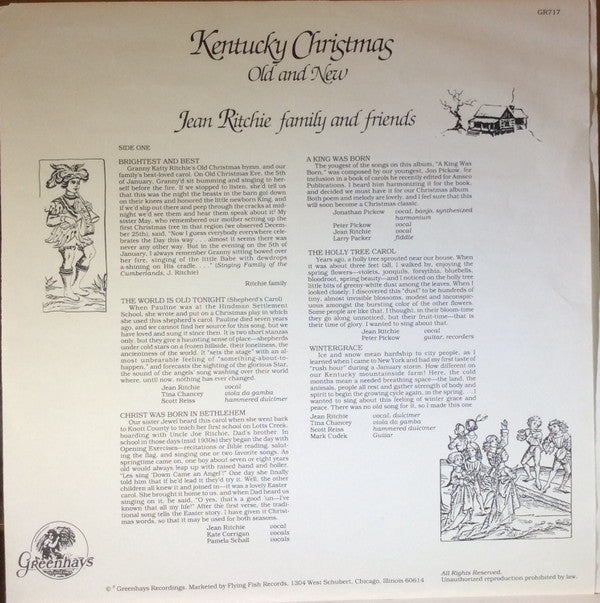 GR717
Kentucky Christmas
Old and New
Jean Ritchie family and friends
SIDE ONE
BRIGHTEST AND BEST
Granny Katty Ritchie's Old Christmas hymn, and our
family's best-loved carol. On Old Christmas Eve, the 5th
of January, Granny'd sit humming and singing to her-
self before the fire. If we stopped to listen, she'd tell us
that this was the night the beasts in the barn got down
on their knees and honored the little newborn King, and
if we'd slip out there and peep through the cracks at mid-
night we'd see them and hear them speak about it! My
sister May, who remembered our mother setting up the
first Christmas tree in that region (we observed Decem-
ber 25th), said, "Now I guess everybody everywhere cele-
brates the Day this way . . . almost it seems there was
never any other way. But in the evening on the 5th of
January, I always remember Granny sitting bowed over
her fire, singing of the little Babe with dewdrops
a-shining on His cradle. . . ." (Singing Family of the
Cumberlands, J. Ritchie)
Ritchie family
THE WORLD IS OLD TONIGHT (Shepherd's Carol)
When Pauline was at the Hindman Settlement
School, she wrote and put on a Christmas play in which
she used this shepherd's carol. Pauline died seven years
ago, and we cannot find her source for this song, but we
have loved and sung it since then. It is two short stanzas
only, but they give a haunting sense of place—shepherds
under cold stars on a frozen hillside, their loneliness, the
ancientness of the world. It "sets the stage" with an al-
most unbearable feeling of "something-about-to-
happen," and forecasts the sighting of the glorious Star,
the sound of the angels' song washing over their world
where, until now, nothing has ever changed.
Jean Ritchie vocal
Tina Chancey viola da gamba
Scott Reiss hammered dulcimer
CHRIST WAS BORN IN BETHLEHEM
Our sister Jewel heard this carol when she went back
to Knott County to teach her first school on Lotts Creek,
boarding with Uncle Joe Ritchie, Dad's brother. In
school in those days (mid 1930s) they began the day with
Opening Exercises—recitations or Bible reading, saluti-
ng the flag, and singing one or two favorite songs. As
springtime came on, one boy about seven or eight years
old would always leap up with raised hand and holler,
"Les sing 'Down Came an Angel'!" One day she finally
told him that if he'd lead it they'd try it. Well, the other
children all knew it and joined in—it was a lovely Easter
carol. She brought it home to us, and when Dad heard us
singing on it, he said, "O yes, that's a good 'un—I've
known that all my life!" After the first verse, the tradi-
tional song tells the Easter story. I have given it Christ-
mas words, so that it may be used for both seasons.
Jean Ritchie vocal
Kate Corrigan vocals
Pamela Schall vocals
A KING WAS BORN
The youngest of the songs on this album, "A King Was
Born," was composed by our youngest, Jon Pickow, for
inclusion in a book of carols he recently edited for Amsco
Publications. I heard him harmonizing it for the book,
and decided we must have it for our Christmas album.
Both poem and melody are lovely, and I feel sure that this
will soon become a Christmas classic.
Jonathan Pickow vocal, banjo, synthesized
harmonium
Peter Pickow vocal
Jean Ritchie vocal
Larry Packer fiddle
THE HOLLY TREE CAROL
Years ago, a holly tree sprouted near our house. When
it was about three feet tall, I walked by, enjoying the
spring flowers—violets, jonquils, forsythia, bluebells,
bloodroot, spring beauty—and I noticed on the holly tree
little bits of greeny-white dust among the leaves. When I
looked closely, I discovered this "dust" to be hundreds of
tiny, almost invisible blossoms, modest and inconspic-
uous amongst the bursting color of the other flowers.
Some people are like that, I thought, in their bloom-time
they go along unnoticed, but their fruit-time—that is
their time of glory. I wanted to sing about that.
Jean Ritchie vocal
Peter Pickow guitar, recorders
WINTERGRACE
Ice and snow mean hardship to city people, as I
learned when I came to New York and had my first taste of
"rush hour" during a January storm. How different on
our Kentucky mountainside farm! Here, the cold
months mean a needed breathing space—the land, the
animals, people all rest and gather strength of body and
spirit to begin the growing cycle again, in the spring. . . . I
wanted to sing about this feeling of winter grace and
peace. There was no old song for it, so I made this one
Jean Ritchie vocal, dulcimer
Tina Chancey viola da gamba
Scott Reiss hammered dulcimer
Mark Cudek Guitar
Greenhays
© ℗ Greenhays Recordings, Marketed by Flying Fish Records, 1304 West Schubert, Chicago, Illinois 60614
All Rights Reserved.
Unauthorized reproduction prohibited by law.